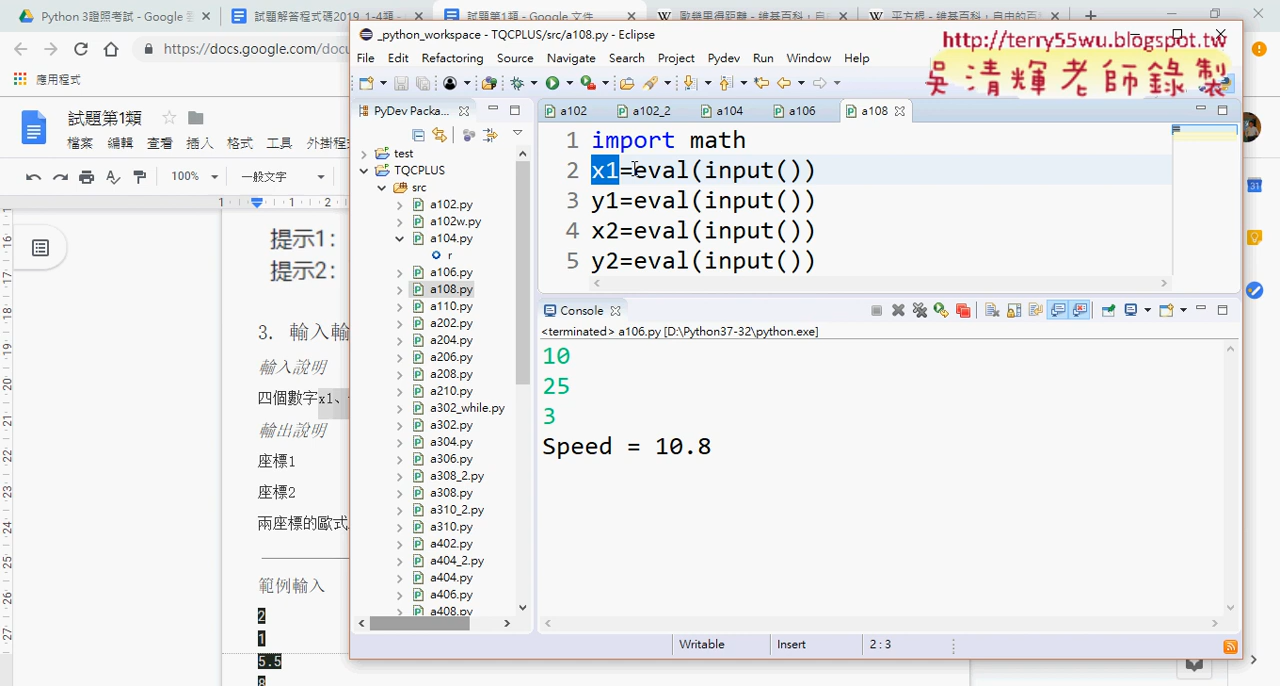 Python 3證照考試 - Google 雲
試題解答程式碼2019_1-4類 -
試題第1類 - Google 文件
歐幾里得距離 - 維基百科，自由
平方根 - 維基百科，自由的百
https://docs.google.com/docu
應用程式
試題第1類
檔案 編輯 查看 插入 格式 工具 外掛程
100% 一般文字
1 1 2
提示1：
提示2：
3. 輸入輸
輸入說明
四個數字x1、
輸出說明
座標1
座標2
兩座標的歐式
範例輸入
2
1
5.5
8
_python_workspace - TQCPLUS/src/a108.py - Eclipse
http://terry55wu.blogspot.tw
吳清輝老師錄製
File Edit Refactoring Source Navigate Search Project Pydev Run Window Help
PyDev Packa...
test
TQCPLUS
src
a102.py
a102w.py
a104.py
r
a106.py
a108.py
a110.py
a202.py
a204.py
a206.py
a208.py
a210.py
a302_while.py
a302.py
a304.py
a306.py
a308_2.py
a308.py
a310_2.py
a310.py
a402.py
a404_2.py
a404.py
a406.py
a408.py
a102 a102_2 a104 a106 a108
1 import math
2 x1=eval(input())
3 y1=eval(input())
4 x2=eval(input())
5 y2=eval(input())
Console
<terminated> a106.py [D:\Python37-32\python.exe]
10
25
3
Speed = 10.8
Writable Insert 2 : 3